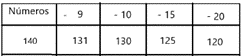 Números - 9 - 10 - 15 - 20
140 131 130 125 120